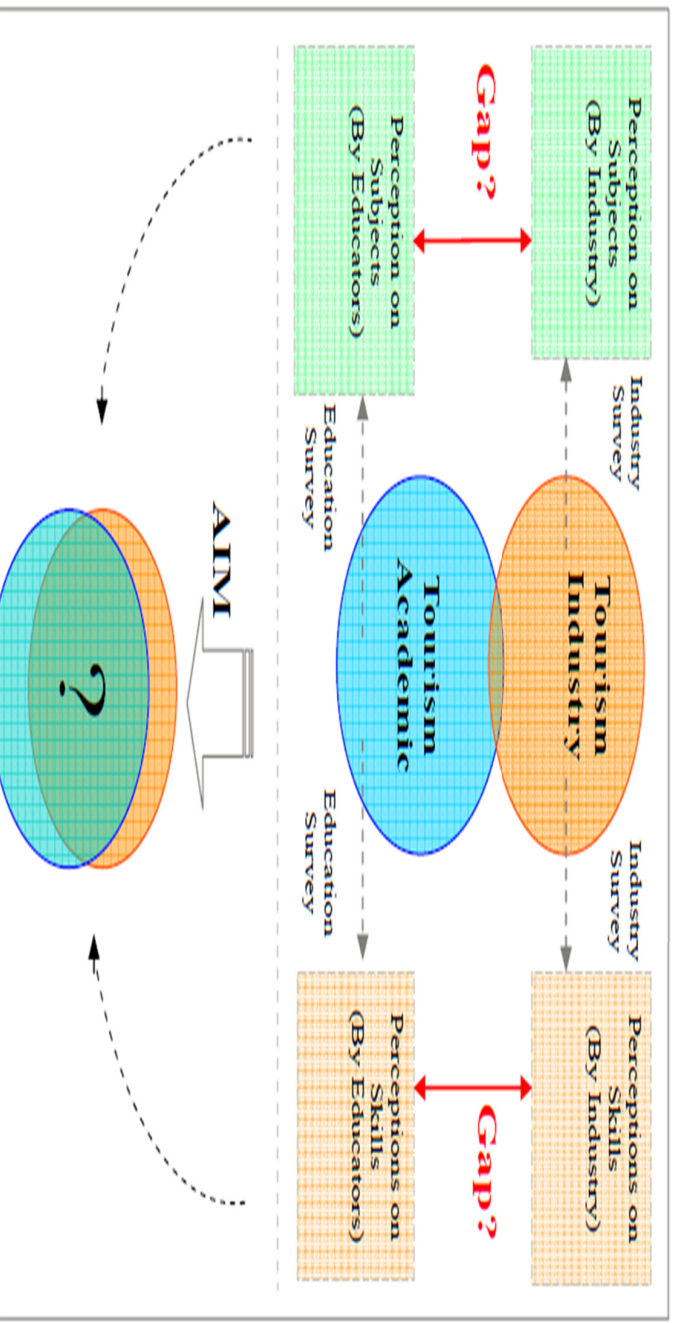 Perception on
Subjects
(By Industry)
Industry
Survey
Tourism
Industry
Industry
Survey
Perceptions on
Skills
(By Industry)
Gap?
Gap?
Perception on
Subjects
(By Educators)
Education
Survey
Tourism
Academic
Education
Survey
Perceptions on
Skills
(By Educators)
AIM
?